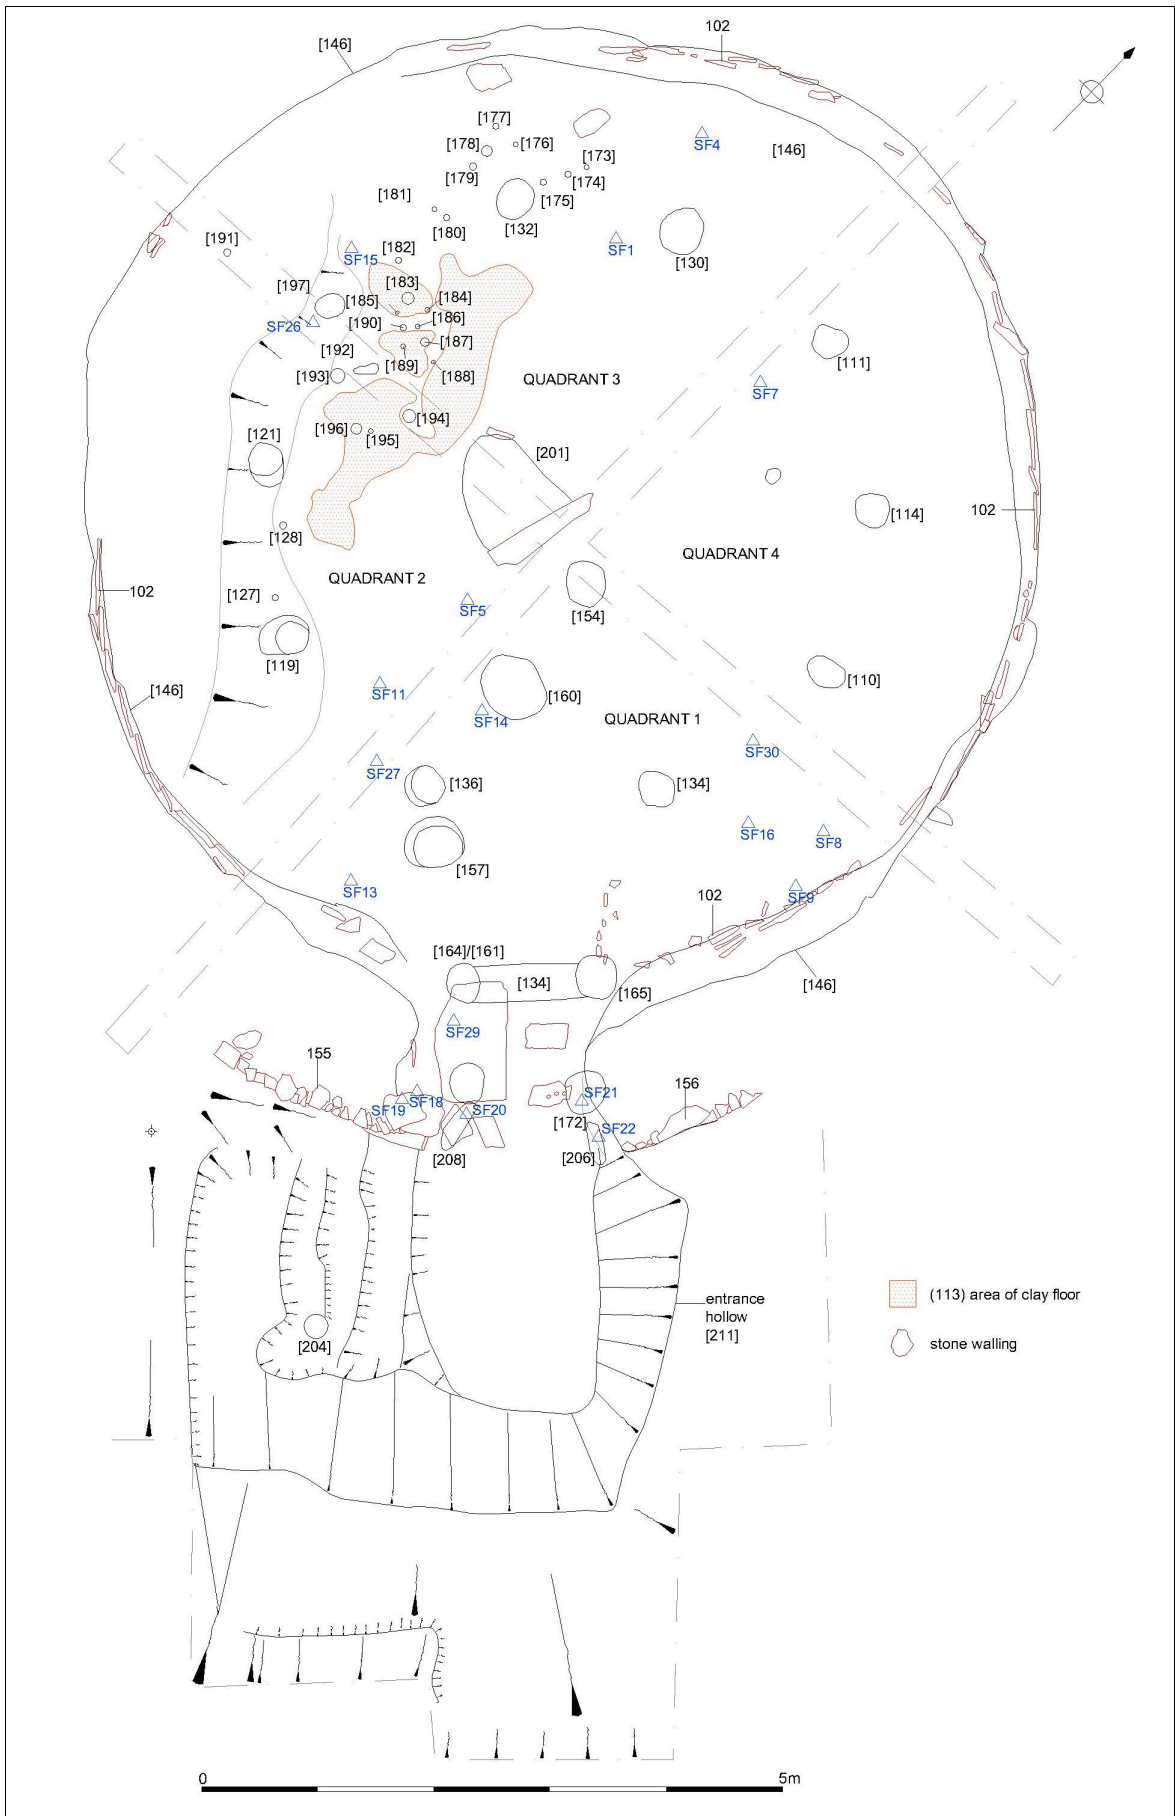 102
[146]
[177]
[178]
[176]
SF4
[146]
[173]
[179]
[174]
[175]
[181]
[180]
[132]
[191]
[182]
SF15
SF1
[130]
[197]
[183]
[185]
[184]
SF26
[190]
[186]
[192]
[187]
[189]
[111]
[193]
[188]
QUADRANT 3
SF7
[194]
[121]
[196]
[195]
[201]
102
[114]
[128]
QUADRANT 4
QUADRANT 2
102
[127]
SF5
[154]
[119]
[146]
SF11
[160]
[110]
SF14
QUADRANT 1
SF30
SF27
[136]
[134]
SF16
SF8
[157]
SF13
SF9
102
[164]/[161]
[134]
[165]
[146]
SF29
155
SF21
156
SF19
SF18
SF20
[172]
SF22
[208]
[206]
(113) area of clay floor
entrance
hollow
[211]
stone walling
[204]
0
5m